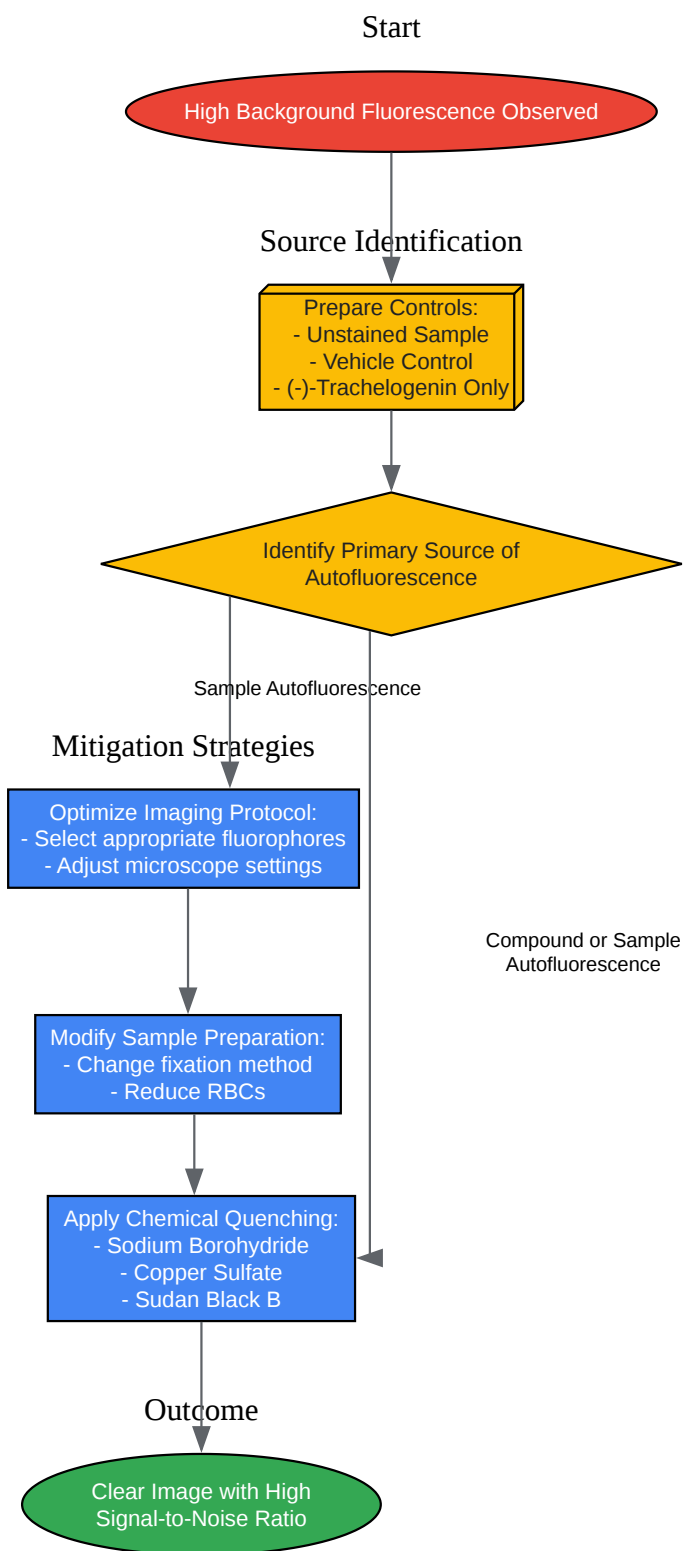 Start
High Background Fluorescence Observed
Source Identification
Prepare Controls:
- Unstained Sample
- Vehicle Control
- (-)-Trachelogenin Only
Identify Primary Source of
Autofluorescence
Sample Autofluorescence
Mitigation Strategies
Optimize Imaging Protocol:
- Select appropriate fluorophores
- Adjust microscope settings
Compound or Sample
Autofluorescence
Modify Sample Preparation:
- Change fixation method
- Reduce RBCs
Apply Chemical Quenching:
- Sodium Borohydride
- Copper Sulfate
- Sudan Black B
Outcome
Clear Image with High
Signal-to-Noise Ratio